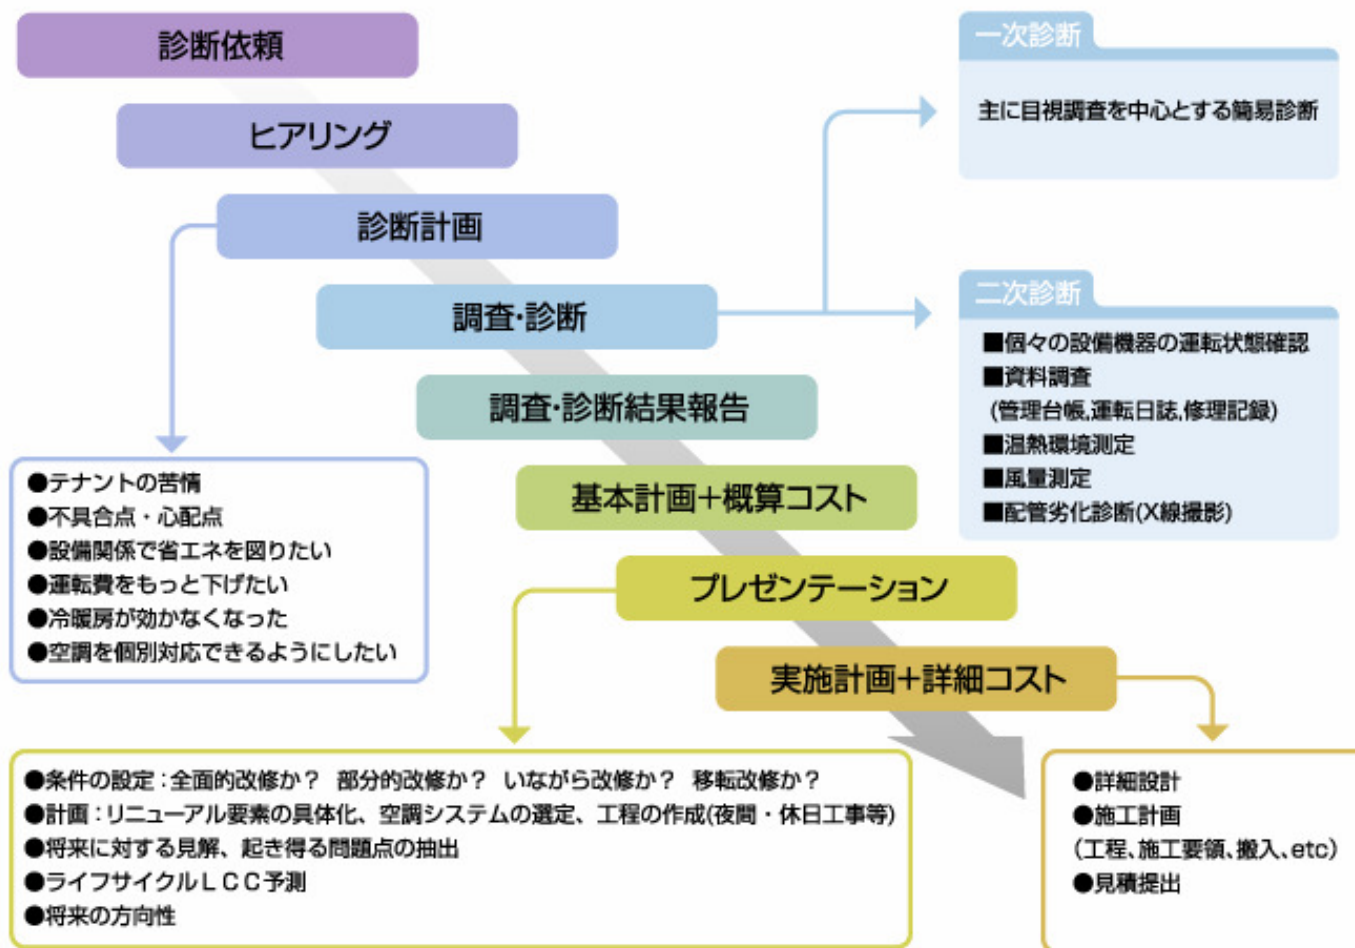 診断依頼
ヒアリング
診断計画
調査・診断
調査・診断結果報告
基本計画＋概算コスト
プレゼンテーション
実施計画＋詳細コスト
一次診断
主に目視調査を中心とする簡易診断
二次診断
■個々の設備機器の運転状態確認
■資料調査
(管理台帳,運転日誌,修理記録)
■温熱環境測定
■風量測定
■配管劣化診断(X線撮影)
●テナントの苦情
●不具合点・心配点
●設備関係で省エネを図りたい
●運転費をもっと下げたい
●冷暖房が効かなくなった
●空調を個別対応できるようにしたい
●条件の設定：全面的改修か？ 部分的改修か？ いながら改修か？ 移転改修か？
●計画：リニューアル要素の具体化、空調システムの選定、工程の作成(夜間・休日工事等)
●将来に対する見解、起き得る問題点の抽出
●ライフサイクルＬＣＣ予測
●将来の方向性
●詳細設計
●施工計画
(工程、施工要領、搬入、etc)
●見積提出